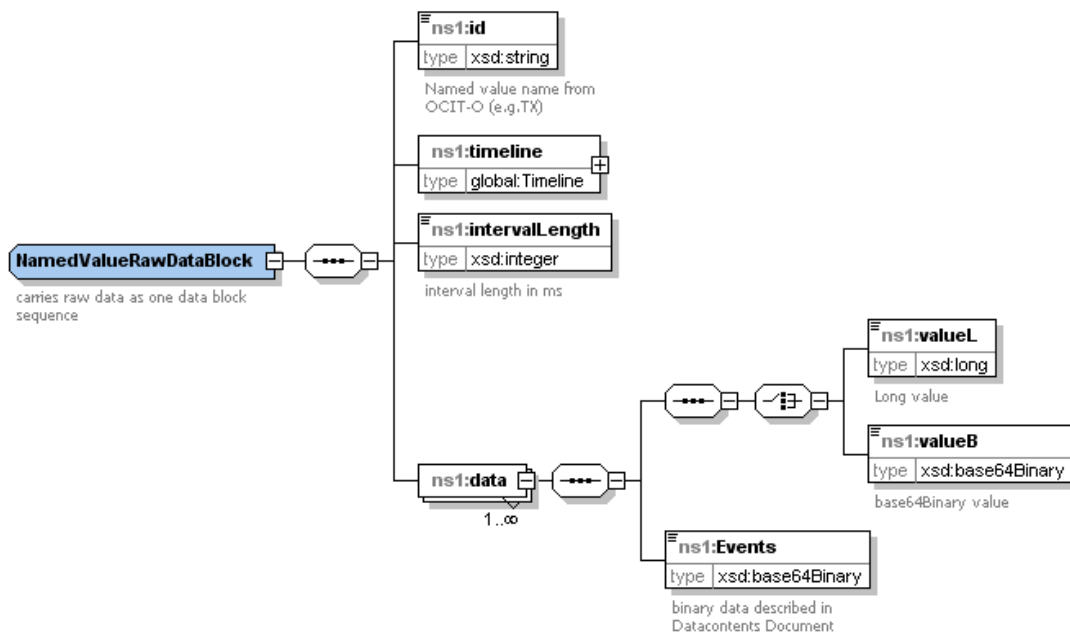 ns1:id
type xsd:string
Named value name from
OCIT-O (e.g.TX)
ns1:timeline
type global:Timeline
ns1:intervalLength
type xsd:integer
interval length in ms
NamedValueRawDataBlock
carries raw data as one data block
sequence
ns1:data
1..∞
ns1:valueL
type xsd:long
Long value
ns1:valueB
type xsd:base64Binary
base64Binary value
ns1:Events
type xsd:base64Binary
binary data described in
Datacontents Document